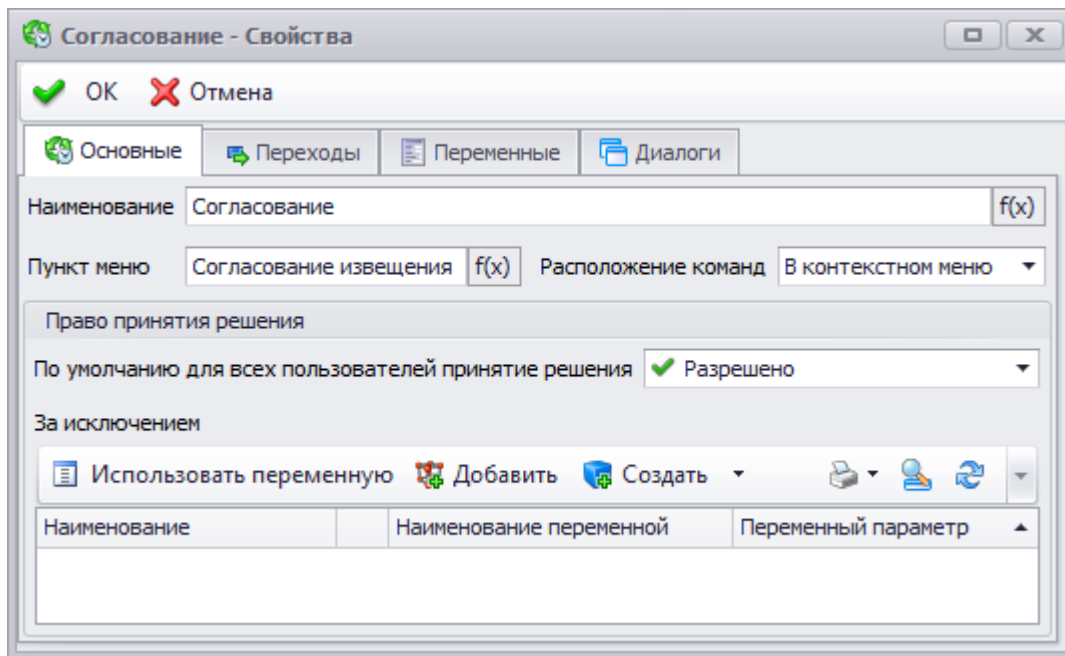 Согласование - Свойства
ОК Отмена
Основные Переходы Переменные Диалоги
Наименование Согласование f(x)
Пункт меню Согласование извещения f(x) Расположение команд В контекстном меню
Право принятия решения
По умолчанию для всех пользователей принятие решения Разрешено
За исключением
Использовать переменную Добавить Создать
Наименование Наименование переменной Переменный параметр